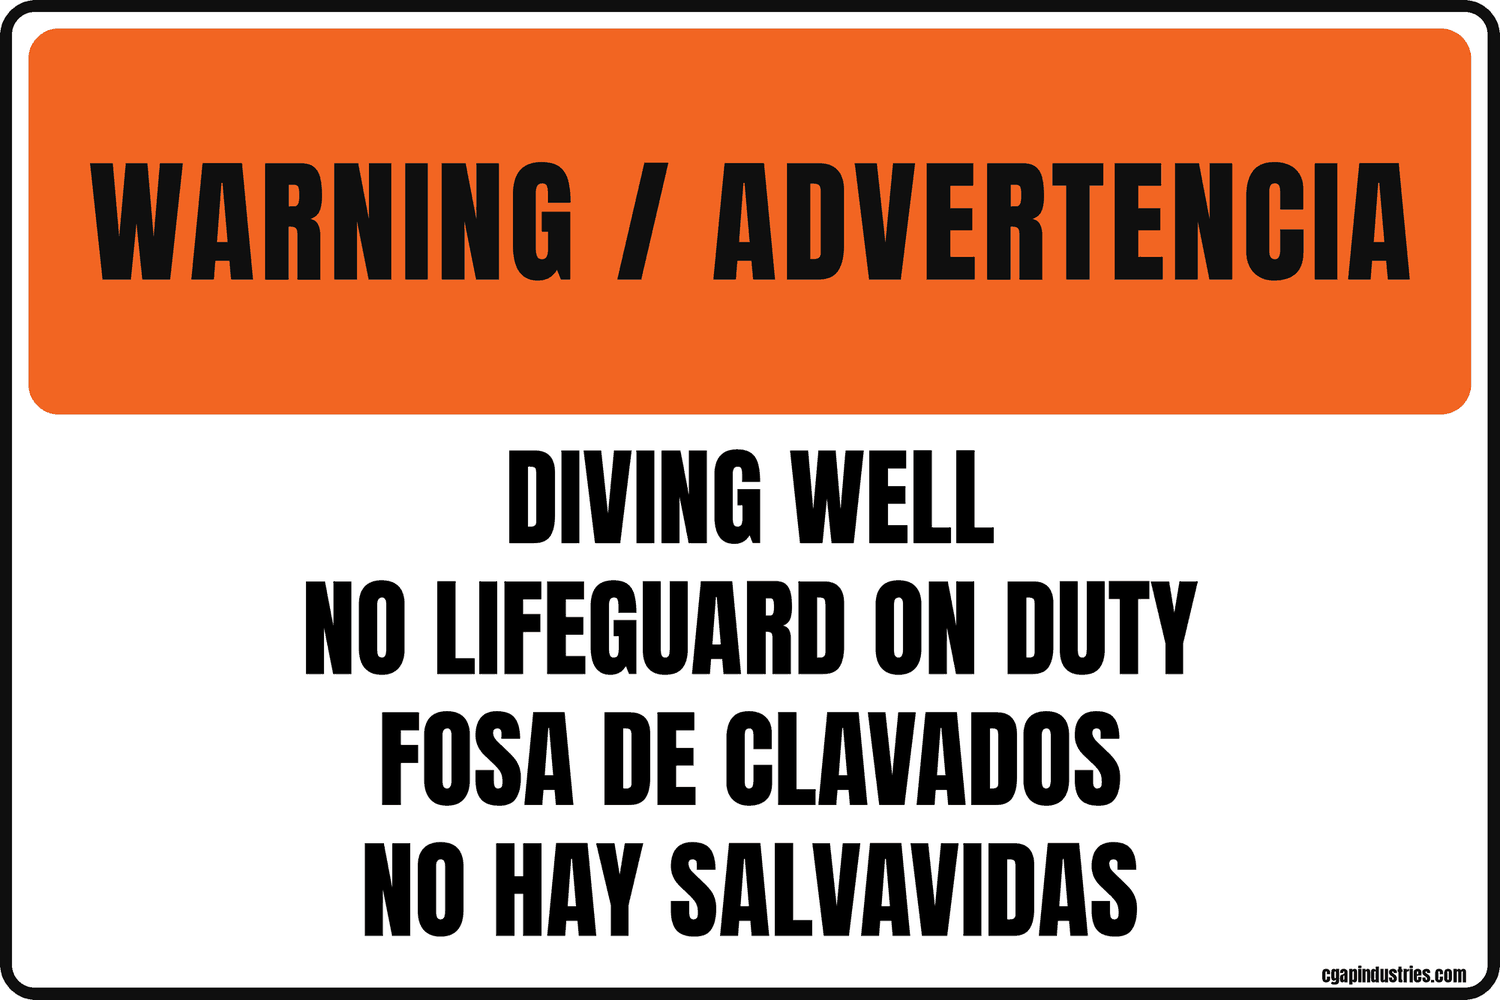 WARNING / ADVERTENCIA
DIVING WELL
NO LIFEGUARD ON DUTY
FOSA DE CLAVADOS
NO HAY SALVAVIDAS
cgapindustries.com